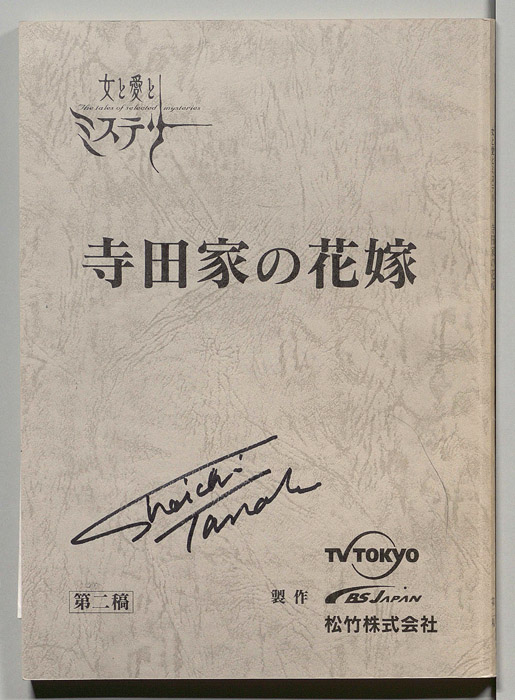 女と愛と
The tales of selected mysteries
ミステリー
寺田家の花嫁
Shoichi
Tanaka
TV TOKYO
第二稿
製作
BS JAPAN
松竹株式会社